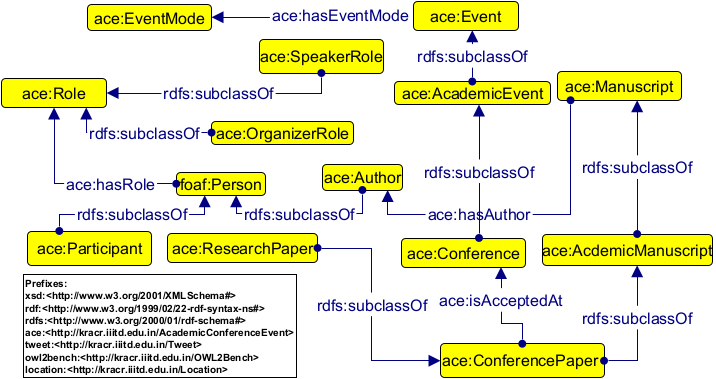 ace:EventMode
ace:hasEventMode
ace:Event
ace:SpeakerRole
rdfs:subclassOf
ace:Role
rdfs:subclassOf
ace:AcademicEvent
ace:Manuscript
rdfs:subclassOf
ace:OrganizerRole
rdfs:subclassOf
rdfs:subclassOf
ace:hasRole
foaf:Person
ace:Author
rdfs:subclassOf
rdfs:subclassOf
ace:hasAuthor
ace:Participant
ace:ResearchPaper
ace:Conference
ace:AcdemicManuscript
Prefixes:
xsd:<http://www.w3.org/2001/XMLSchema#>
rdf:<http://www.w3.org/1999/02/22-rdf-syntax-ns#>
rdfs:<http://www.w3.org/2000/01/rdf-schema#>
ace:<http://kracr.iiitd.edu.in/AcademicConferenceEvent>
tweet:<http://kracr.iiitd.edu.in/Tweet>
owl2bench:<http://kracr.iiitd.edu.in/OWL2Bench>
location:<http://kracr.iiitd.edu.in/Location>
rdfs:subclassOf
ace:isAcceptedAt
rdfs:subclassOf
ace:ConferencePaper